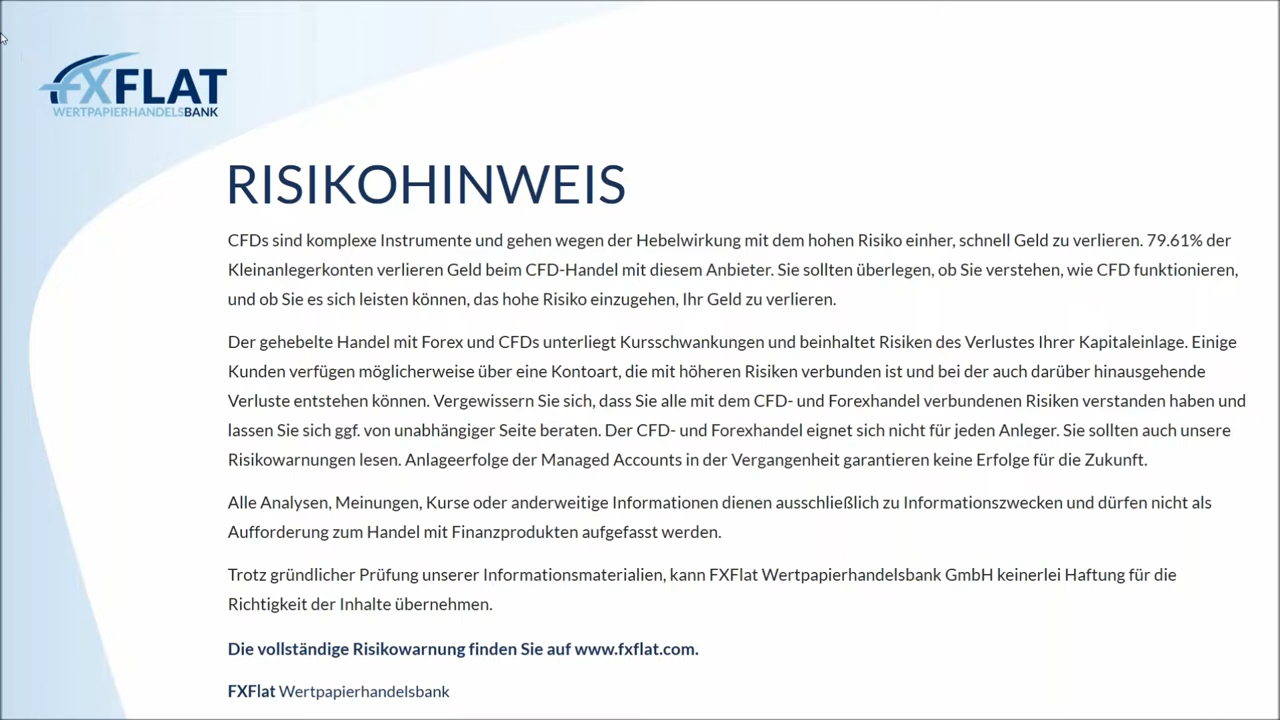 FXFLAT
WERTPAPIERHANDELSBANK
RISIKOHINWEIS
CFDs sind komplexe Instrumente und gehen wegen der Hebelwirkung mit dem hohen Risiko einher, schnell Geld zu verlieren. 79.61% der
Kleinanlegerkonten verlieren Geld beim CFD-Handel mit diesem Anbieter. Sie sollten überlegen, ob Sie verstehen, wie CFD funktionieren,
und ob Sie es sich leisten können, das hohe Risiko einzugehen, Ihr Geld zu verlieren.
Der gehebelte Handel mit Forex und CFDs unterliegt Kursschwankungen und beinhaltet Risiken des Verlustes Ihrer Kapitaleinlage. Einige
Kunden verfügen möglicherweise über eine Kontoart, die mit höheren Risiken verbunden ist und bei der auch darüber hinausgehende
Verluste entstehen können. Vergewissern Sie sich, dass Sie alle mit dem CFD- und Forexhandel verbundenen Risiken verstanden haben und
lassen Sie sich ggf. von unabhängiger Seite beraten. Der CFD- und Forexhandel eignet sich nicht für jeden Anleger. Sie sollten auch unsere
Risikowarnungen lesen. Anlageerfolge der Managed Accounts in der Vergangenheit garantieren keine Erfolge für die Zukunft.
Alle Analysen, Meinungen, Kurse oder anderweitige Informationen dienen ausschließlich zu Informationszwecken und dürfen nicht als
Aufforderung zum Handel mit Finanzprodukten aufgefasst werden.
Trotz gründlicher Prüfung unserer Informationsmaterialien, kann FXFlat Wertpapierhandelsbank GmbH keinerlei Haftung für die
Richtigkeit der Inhalte übernehmen.
Die vollständige Risikowarnung finden Sie auf www.fxflat.com.
FXFlat Wertpapierhandelsbank